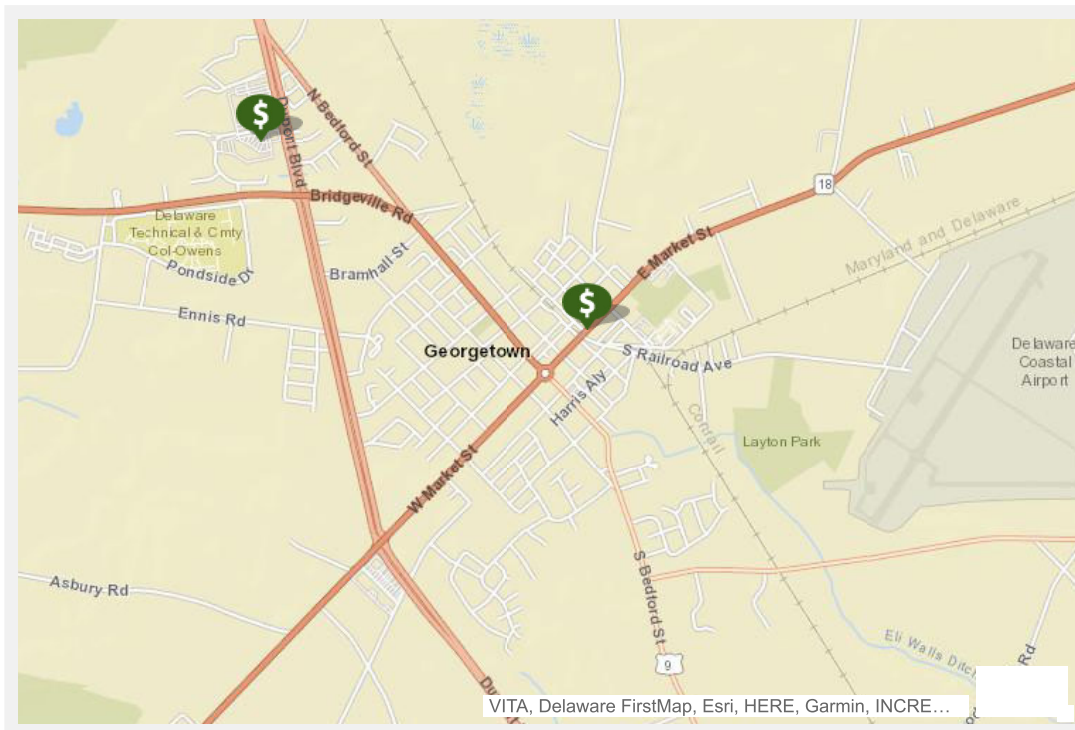 $
Dupont Blvd
N Bedford St
Bridgeville Rd
18
E Market St
Maryland and Delaware
Delaware
Technical & Cmty
Col-Owens
Pondside Dr
Bramhall St
Ennis Rd
$
Georgetown
S Railroad Ave
Harris Aly
Delaware
Coastal
Airport
Conrail
Layton Park
W Market St
Asbury Rd
S Bedford St
9
Eli Walls Ditch
Rd
VITA, Delaware FirstMap, Esri, HERE, Garmin, INCRE…